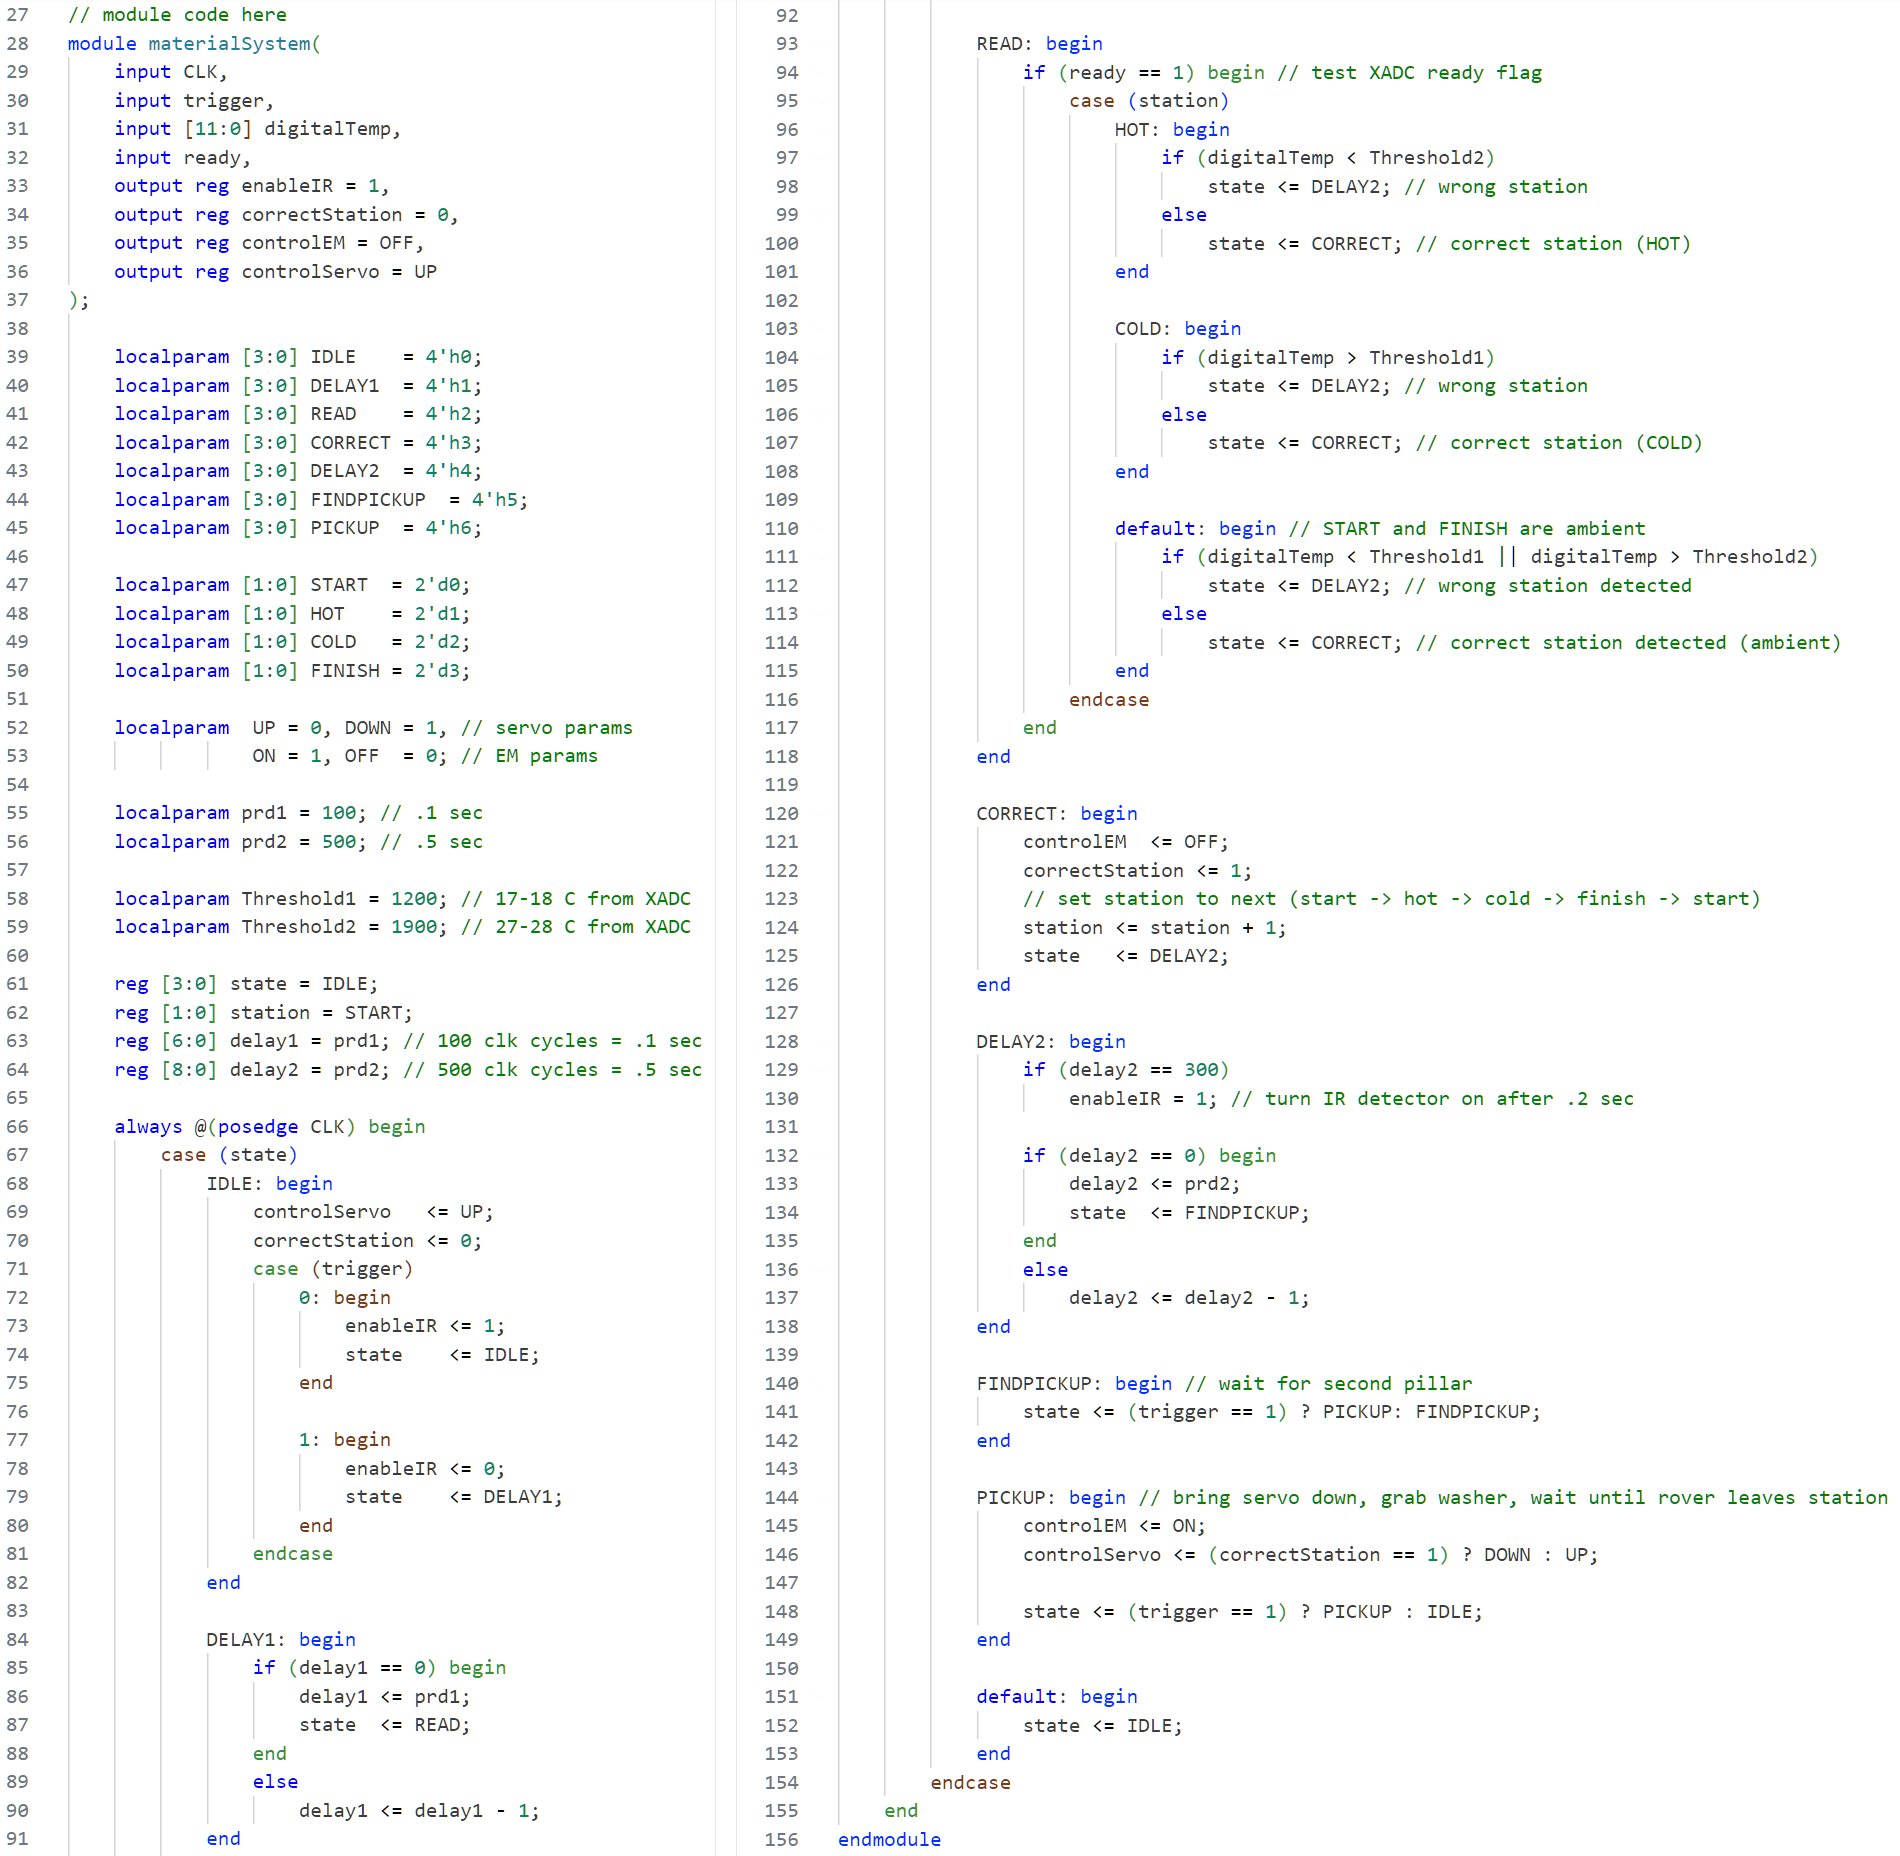 27 // module code here
28 module materialSystem(
29     input CLK,
30     input trigger,
31     input [11:0] digitalTemp,
32     input ready,
33     output reg enableIR = 1,
34     output reg correctStation = 0,
35     output reg controlEM = OFF,
36     output reg controlServo = UP
37 );
38
39     localparam [3:0] IDLE    = 4'h0;
40     localparam [3:0] DELAY1  = 4'h1;
41     localparam [3:0] READ    = 4'h2;
42     localparam [3:0] CORRECT = 4'h3;
43     localparam [3:0] DELAY2  = 4'h4;
44     localparam [3:0] FINDPICKUP  = 4'h5;
45     localparam [3:0] PICKUP  = 4'h6;
46
47     localparam [1:0] START  = 2'd0;
48     localparam [1:0] HOT    = 2'd1;
49     localparam [1:0] COLD   = 2'd2;
50     localparam [1:0] FINISH = 2'd3;
51
52     localparam  UP = 0, DOWN = 1, // servo params
53                 ON = 1, OFF  = 0; // EM params
54
55     localparam prd1 = 100; // .1 sec
56     localparam prd2 = 500; // .5 sec
57
58     localparam Threshold1 = 1200; // 17-18 C from XADC
59     localparam Threshold2 = 1900; // 27-28 C from XADC
60
61     reg [3:0] state = IDLE;
62     reg [1:0] station = START;
63     reg [6:0] delay1 = prd1; // 100 clk cycles = .1 sec
64     reg [8:0] delay2 = prd2; // 500 clk cycles = .5 sec
65
66     always @(posedge CLK) begin
67         case (state)
68             IDLE: begin
69                 controlServo   <= UP;
70                 correctStation <= 0;
71                 case (trigger)
72                     0: begin
73                         enableIR <= 1;
74                         state    <= IDLE;
75                     end
76
77                     1: begin
78                         enableIR <= 0;
79                         state    <= DELAY1;
80                     end
81                 endcase
82             end
83
84             DELAY1: begin
85                 if (delay1 == 0) begin
86                     delay1 <= prd1;
87                     state  <= READ;
88                 end
89                 else
90                     delay1 <= delay1 - 1;
91             end
92
93             READ: begin
94                 if (ready == 1) begin // test XADC ready flag
95                     case (station)
96                         HOT: begin
97                             if (digitalTemp < Threshold2)
98                                 state <= DELAY2; // wrong station
99                             else
100                                 state <= CORRECT; // correct station (HOT)
101                         end
102
103                         COLD: begin
104                             if (digitalTemp > Threshold1)
105                                 state <= DELAY2; // wrong station
106                             else
107                                 state <= CORRECT; // correct station (COLD)
108                         end
109
110                         default: begin // START and FINISH are ambient
111                             if (digitalTemp < Threshold1 || digitalTemp > Threshold2)
112                                 state <= DELAY2; // wrong station detected
113                             else
114                                 state <= CORRECT; // correct station detected (ambient)
115                         end
116                     endcase
117                 end
118             end
119
120             CORRECT: begin
121                 controlEM  <= OFF;
122                 correctStation <= 1;
123                 // set station to next (start -> hot -> cold -> finish -> start)
124                 station <= station + 1;
125                 state   <= DELAY2;
126             end
127
128             DELAY2: begin
129                 if (delay2 == 300)
130                     enableIR = 1; // turn IR detector on after .2 sec
131
132                 if (delay2 == 0) begin
133                     delay2 <= prd2;
134                     state  <= FINDPICKUP;
135                 end
136                 else
137                     delay2 <= delay2 - 1;
138             end
139
140             FINDPICKUP: begin // wait for second pillar
141                 state <= (trigger == 1) ? PICKUP: FINDPICKUP;
142             end
143
144             PICKUP: begin // bring servo down, grab washer, wait until rover leaves station
145                 controlEM <= ON;
146                 controlServo <= (correctStation == 1) ? DOWN : UP;
147
148                 state <= (trigger == 1) ? PICKUP : IDLE;
149             end
150
151             default: begin
152                 state <= IDLE;
153             end
154         endcase
155     end
156 endmodule